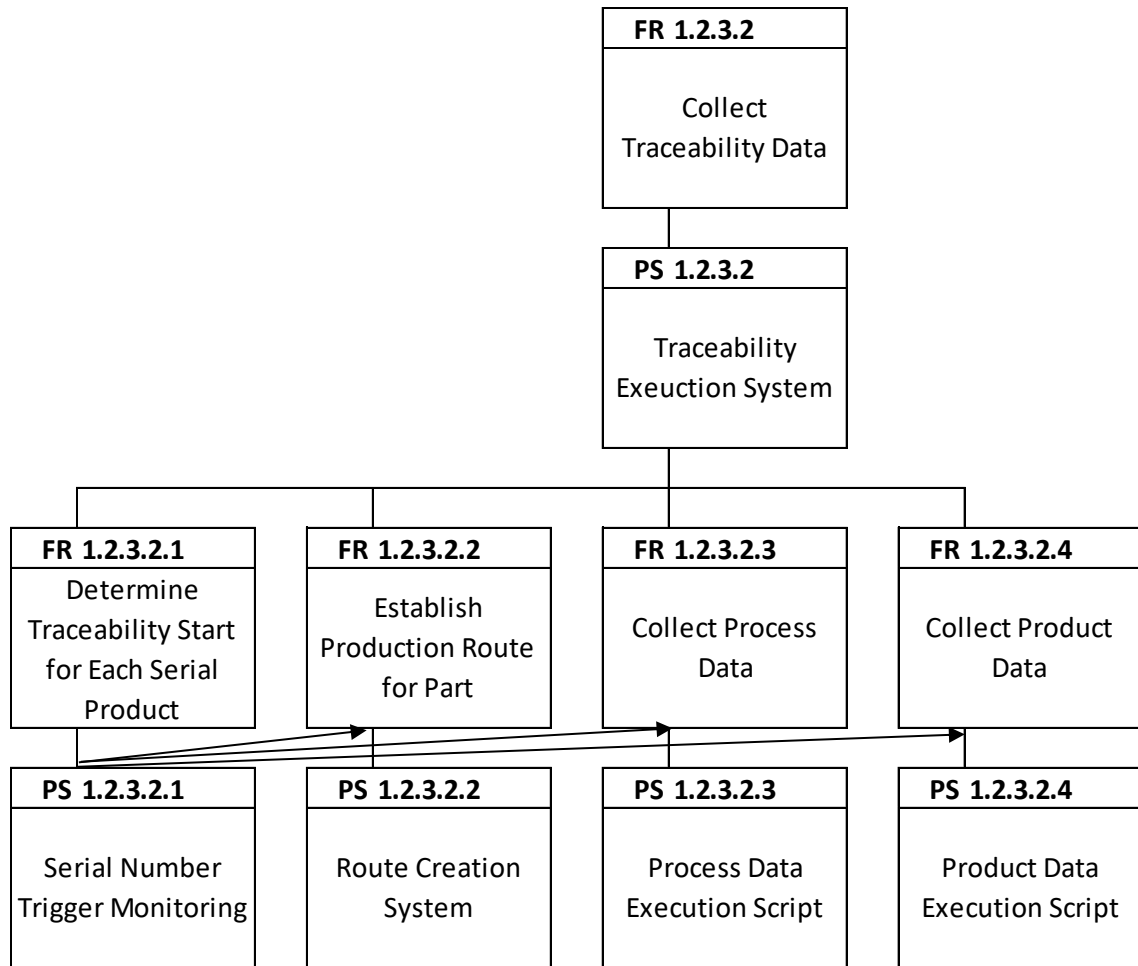 FR 1.2.3.2
Collect
Traceability Data
PS 1.2.3.2
Traceability
Exeuction System
FR 1.2.3.2.1
Determine
Traceability Start
for Each Serial
Product
FR 1.2.3.2.2
Establish
Production Route
for Part
FR 1.2.3.2.3
Collect Process
Data
FR 1.2.3.2.4
Collect Product
Data
PS 1.2.3.2.1
Serial Number
Trigger Monitoring
PS 1.2.3.2.2
Route Creation
System
PS 1.2.3.2.3
Process Data
Execution Script
PS 1.2.3.2.4
Product Data
Execution Script